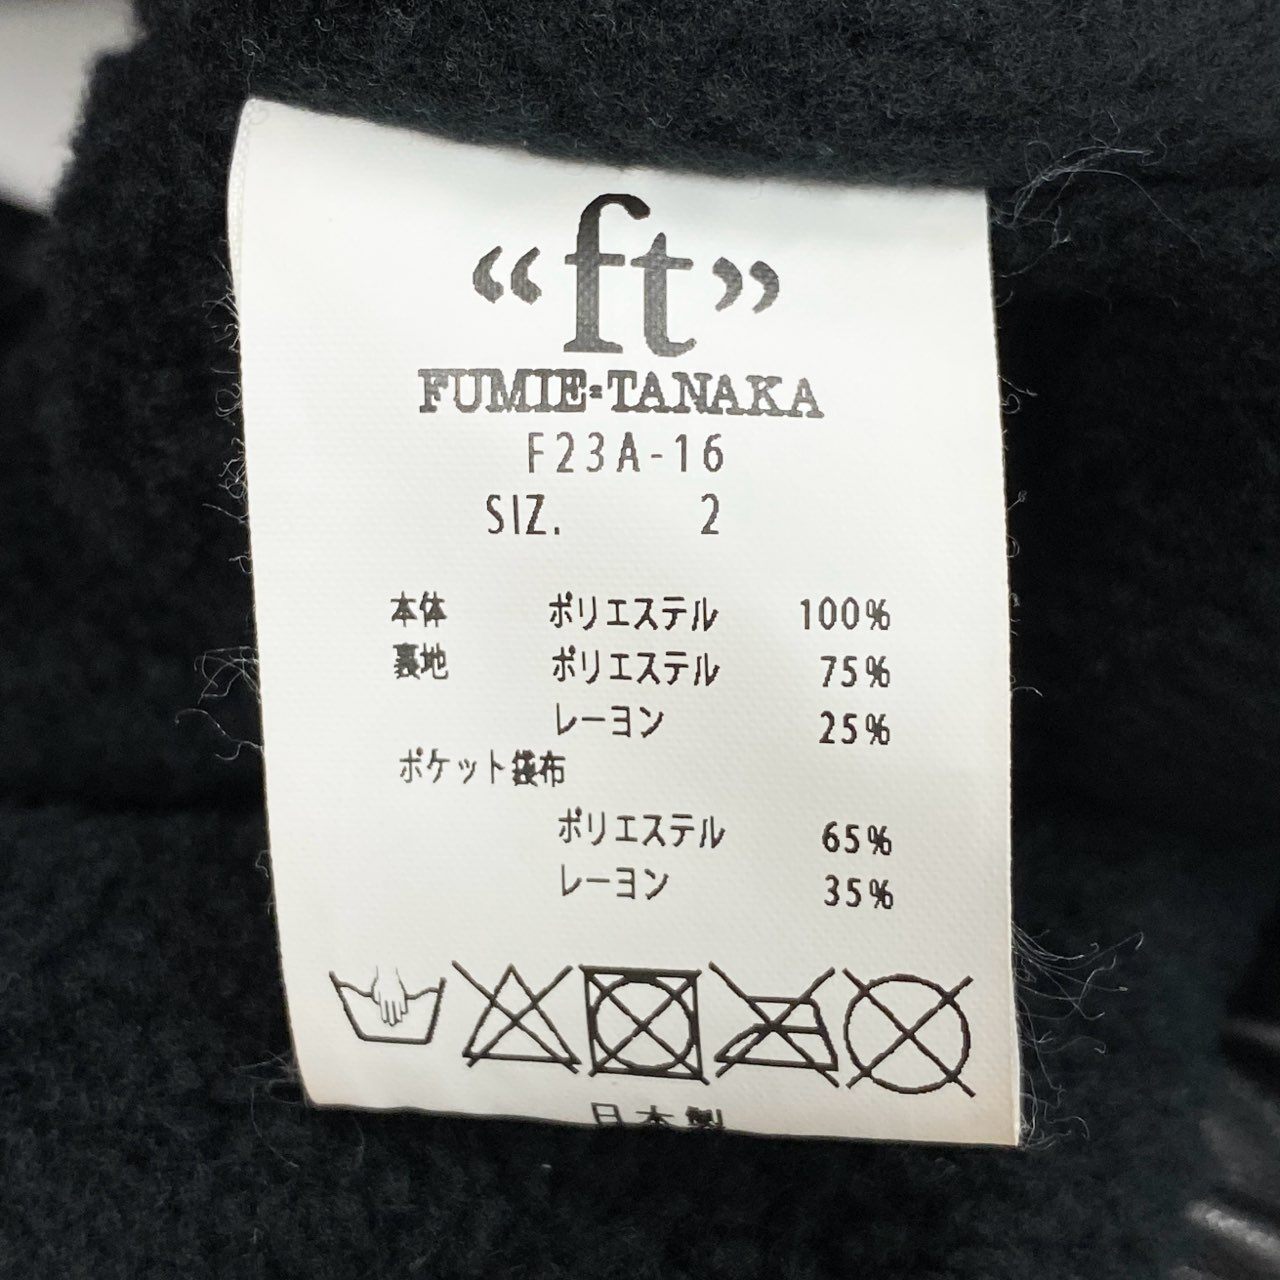 “ft”
FUMIE=TANAKA
F23A-16
SIZ. 2
本体 ポリエステル 100%
裏地 ポリエステル 75%
レーヨン 25%
ポケット袋布
ポリエステル 65%
レーヨン 35%
日本製